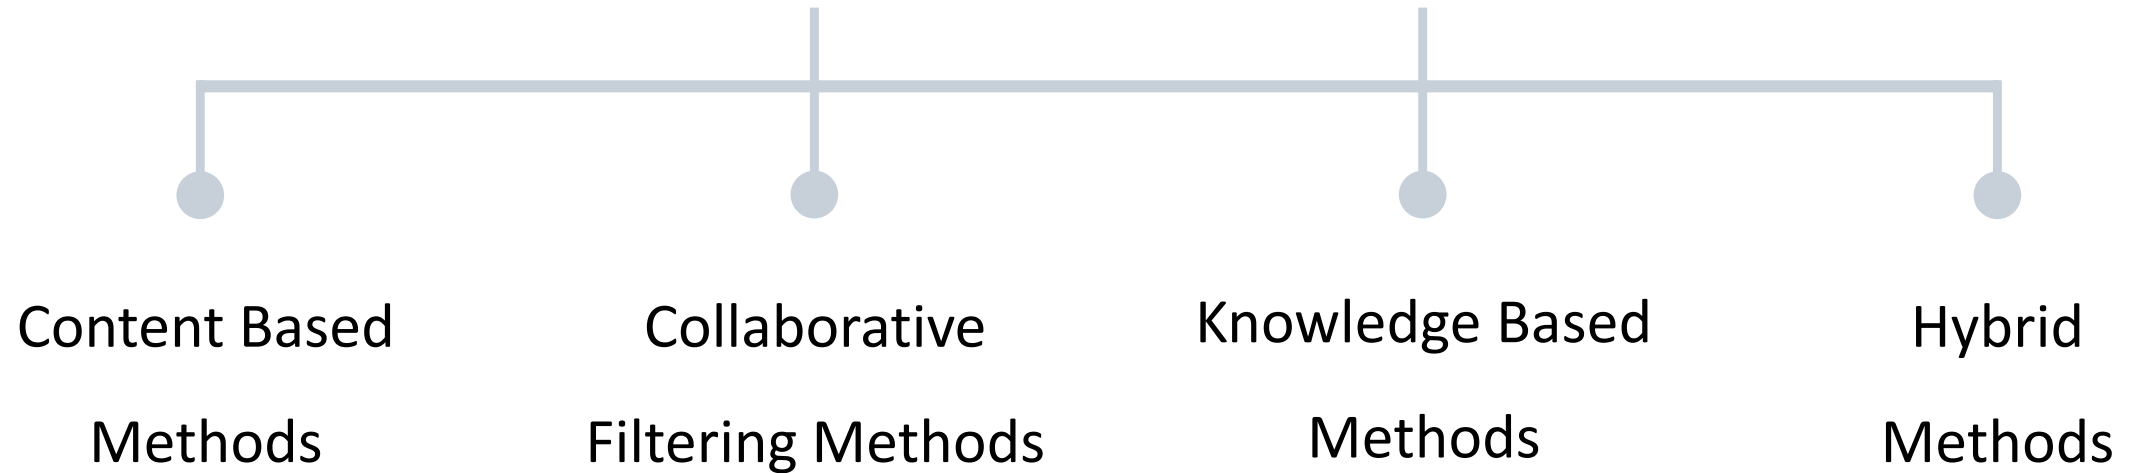 Content Based
Methods
Collaborative
Filtering Methods
Knowledge Based
Methods
Hybrid
Methods